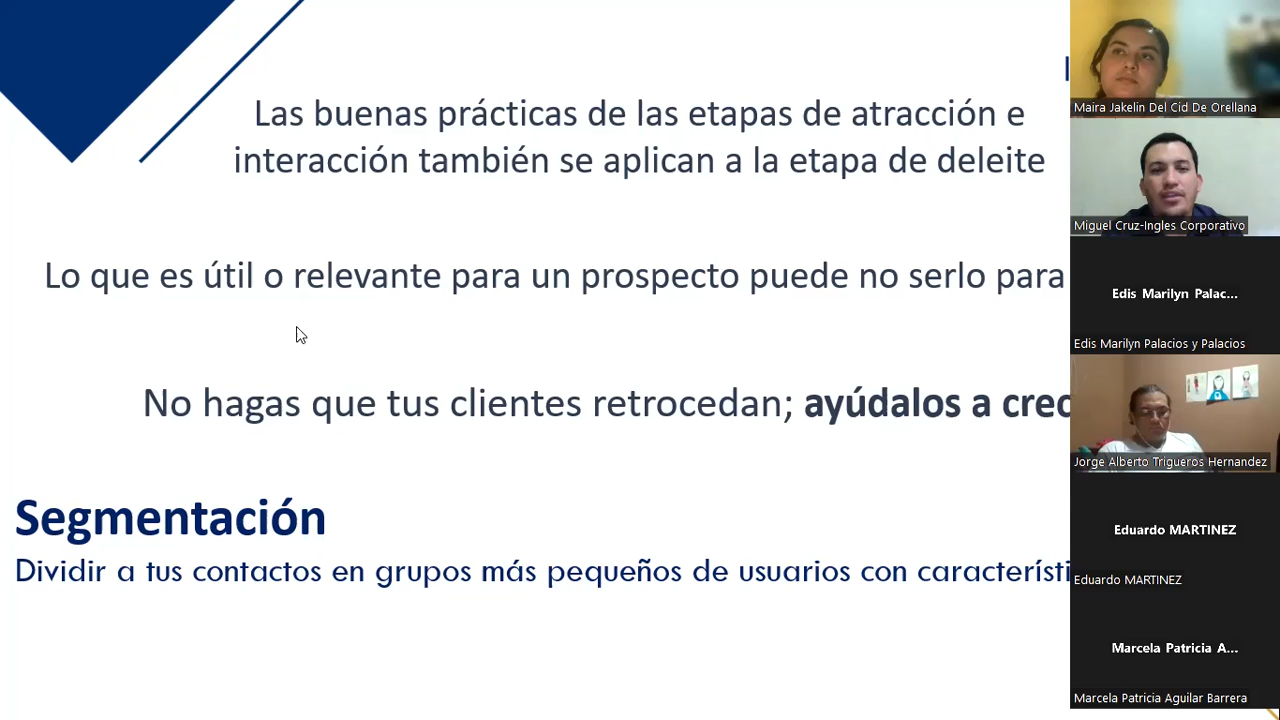 Las buenas prácticas de las etapas de atracción e
interacción también se aplican a la etapa de deleite
Lo que es útil o relevante para un prospecto puede no serlo para
No hagas que tus clientes retrocedan; ayúdalos a crec
Segmentación
Dividir a tus contactos en grupos más pequeños de usuarios con característi
Maira Jakelin Del Cid De Orellana
Miguel Cruz-Ingles Corporativo
Edis Marilyn Palac...
Edis Marilyn Palacios y Palacios
Jorge Alberto Trigueros Hernandez
Eduardo MARTINEZ
Eduardo MARTINEZ
Marcela Patricia A...
Marcela Patricia Aguilar Barrera